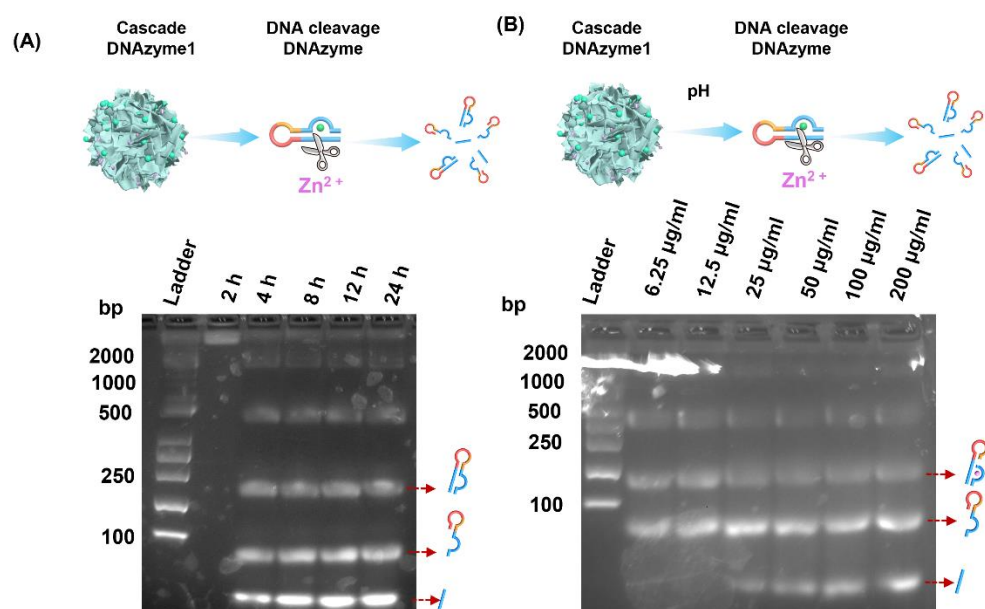 (A)
Cascade
DNAzyme1
DNA cleavage
DNAzyme
Zn2 +
bp
Ladder
2 h
4 h
8 h
12 h
24 h
2000
1000
500
250
100
(B)
Cascade
DNAzyme1
DNA cleavage
DNAzyme
pH
Zn2 +
bp
Ladder
6.25 µg/ml
12.5 µg/ml
25 µg/ml
50 µg/ml
100 µg/ml
200 µg/ml
2000
1000
500
250
100